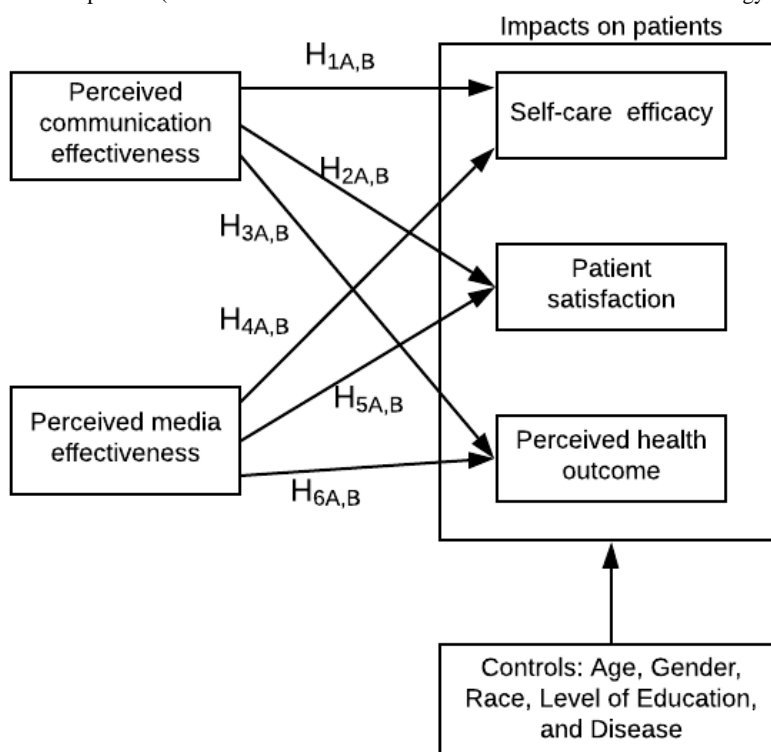 Impacts on patients
H1A,B
Perceived
communication
effectiveness
Self-care efficacy
H2A,B
H3A,B
Patient
satisfaction
H4A,B
H5A,B
Perceived media
effectiveness
Perceived health
outcome
H6A,B
Controls: Age, Gender,
Race, Level of Education,
and Disease